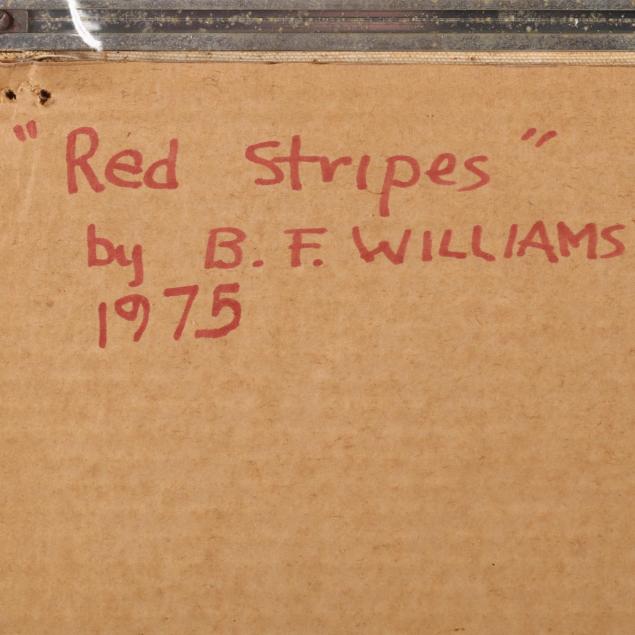 "Red Stripes"
by B. F. WILLIAMS
1975